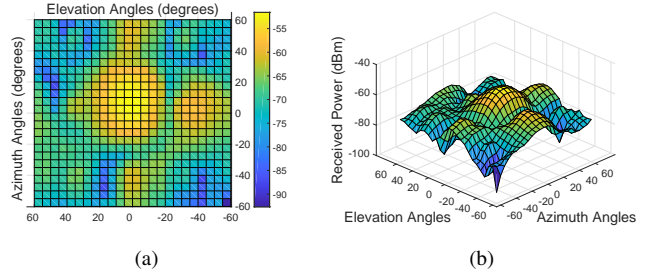 Elevation Angles (degrees)
Azimuth Angles (degrees)
60
40
20
0
-20
-40
-60
60 40 20 0 -20 -40 -60
-55
-60
-65
-70
-75
-80
-85
-90
(a)
Received Power (dBm)
-40
-60
-80
-100
60 40 20 0 -20 -40 -60
Elevation Angles
-60 -40 -20 0 20 40 60
Azimuth Angles
(b)